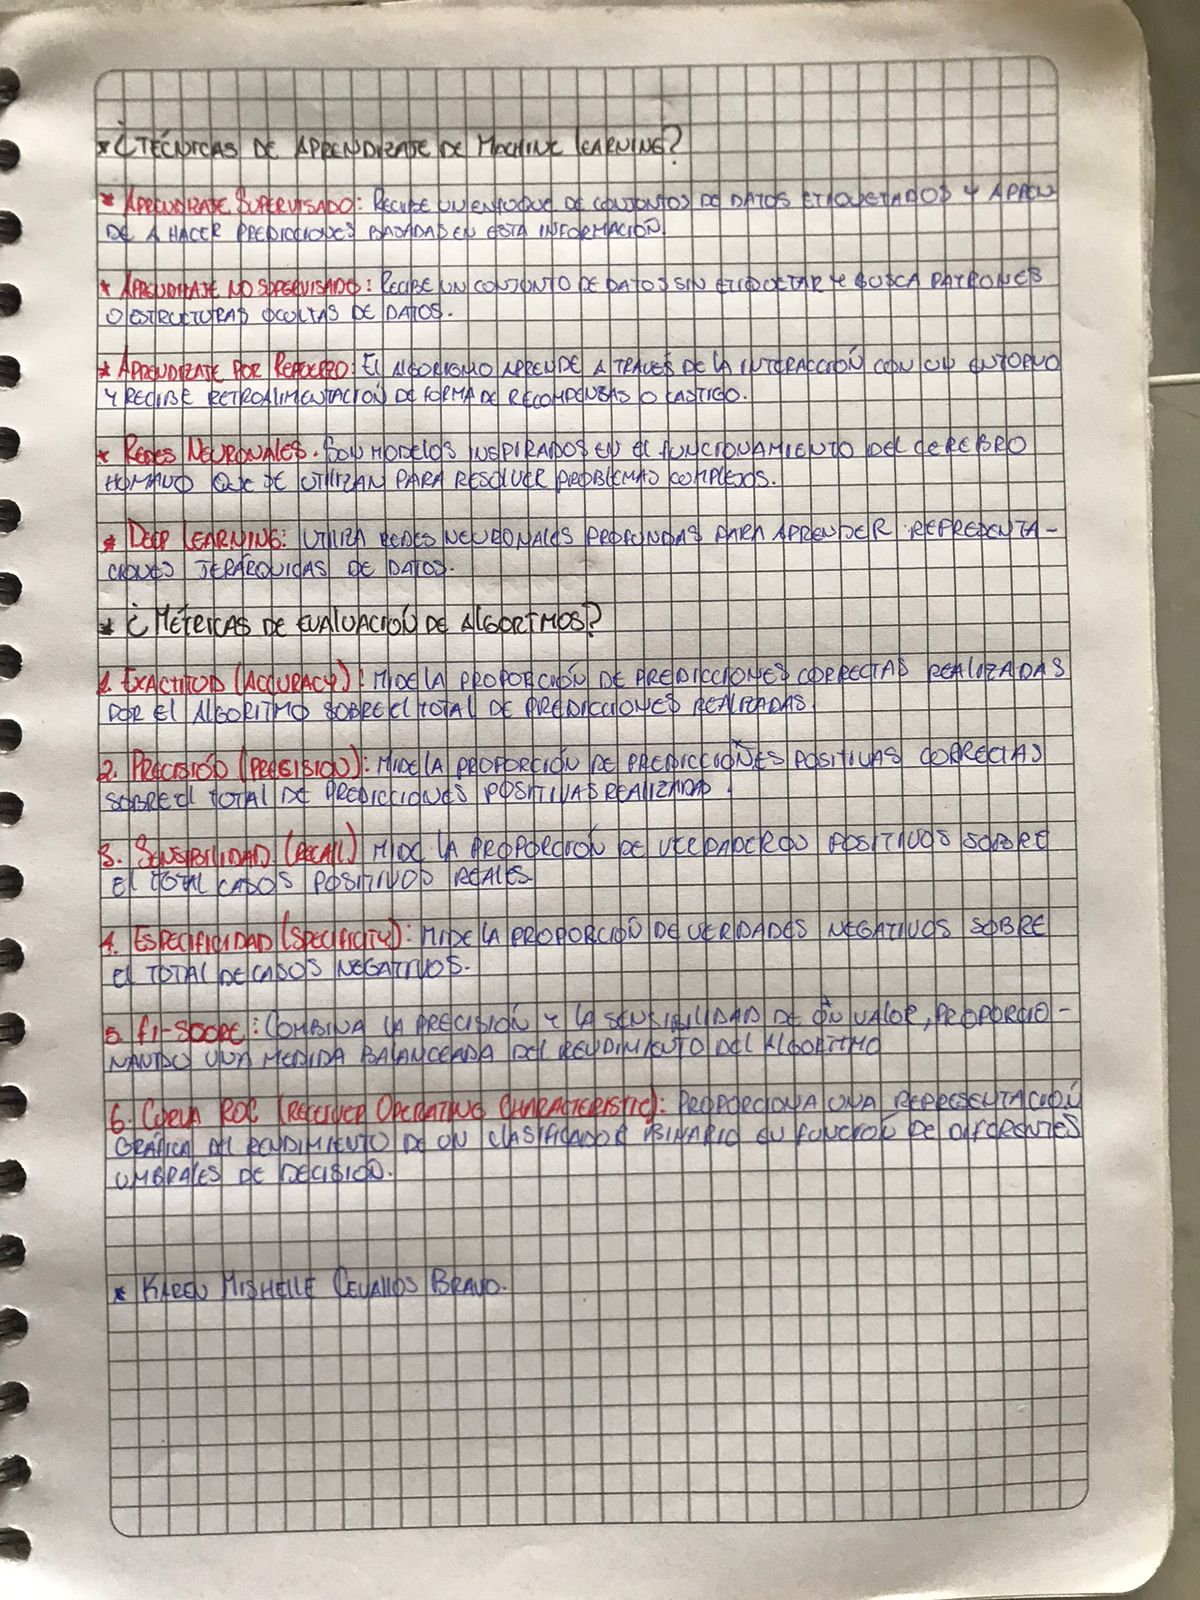 * ¿TÉCNICAS DE APRENDIZAJE DE MACHINE LEARNING?
* APRENDIZAJE SUPERVISADO: RECIBE UN ENFOQUE DE CONJUNTOS DE DATOS ETIQUETADOS Y APREN
DE A HACER PREDICCIONES BASADAS EN ESTA INFORMACIÓN.
* APRENDIZAJE NO SUPERVISADO: RECIBE UN CONJUNTO DE DATOS SIN ETIQUETAR Y BUSCA PATRONES
O ESTRUCTURAS OCULTAS DE DATOS.
* APRENDIZAJE POR REFUERZO: EL ALGORISMO APRENDE A TRAVÉS DE LA INTERACCIÓN CON UN ENTORNO
Y RECIBE RETROALIMENTACIÓN DE FORMA DE RECOMPENSAS O CASTIGO.
* REDES NEURONALES. SON MODELOS INSPIRADOS EN EL FUNCIONAMIENTO DEL CEREBRO
HUMANO QUE SE UTILIZAN PARA RESOLVER PROBLEMAS COMPLEJOS.
* DEEP LEARNING: UTILIZA REDES NEURONALES PROFUNDAS PARA APRENDER REPRESENTA-
CIONES JERÁRQUICAS DE DATOS.
* ¿MÉTRICAS DE EVALUACIÓN DE ALGORITMOS?
1. EXACTITUD (ACCURACY): MIDE LA PROPORCIÓN DE PREDICCIONES CORRECTAS REALIZADAS
POR EL ALGORITMO SOBRE EL TOTAL DE PREDICCIONES REALIZADAS.
2. PRECISIÓN (PRECISION): MIDE LA PROPORCIÓN DE PREDICCIONES POSITIVAS CORRECTAS
SOBRE EL TOTAL DE PREDICCIONES POSITIVAS REALIZADAS.
3. SENSIBILIDAD (RECALL) MIDE LA PROPORCIÓN DE VERDADEROS POSITIVOS SOBRE
EL TOTAL CASOS POSITIVOS REALES
4. ESPECIFICIDAD (SPECIFICITY): MIDE LA PROPORCIÓN DE VERDADES NEGATIVOS SOBRE
EL TOTAL DE CASOS NEGATIVOS.
5. F1-SCORE: COMBINA LA PRECISIÓN Y LA SENSIBILIDAD DE UN VALOR, PROPORCIO-
NANDO UNA MEDIDA BALANCEADA DEL RENDIMIENTO DEL ALGORITMO
6. CURVA ROC (RECEIVER OPERATING CHARACTERISTIC): PROPORCIONA UNA REPRESENTACIÓN
GRÁFICA DEL RENDIMIENTO DE UN CLASIFICADOR BINARIO EN FUNCIÓN DE DIFERENTES
UMBRALES DE DECISIÓN.
* KAREN MISHELLE CEVALLOS BRAVO.